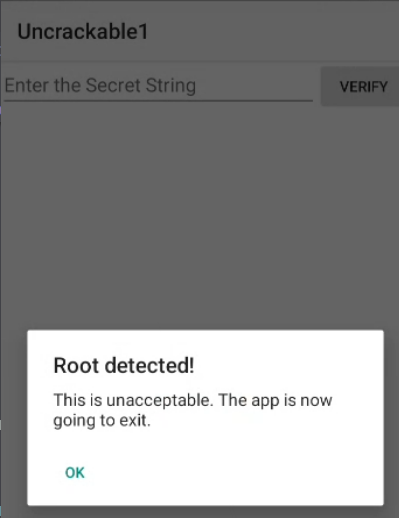 Uncrackable1
Enter the Secret String
VERIFY
Root detected!
This is unacceptable. The app is now
going to exit.
OK